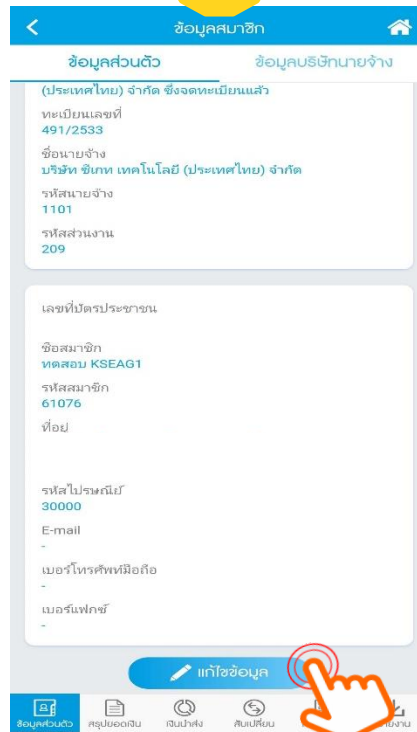 ข้อมูลสมาชิก
ข้อมูลส่วนตัว ข้อมูลบริษัทนายจ้าง
(ประเทศไทย) จำกัด ซึ่งจดทะเบียนแล้ว
ทะเบียนเลขที่
491/2533
ชื่อนายจ้าง
บริษัท ซีเกท เทคโนโลยี (ประเทศไทย) จำกัด
รหัสนายจ้าง
1101
รหัสส่วนงาน
209
เลขที่บัตรประชาชน
ชื่อสมาชิก
ทดสอบ KSEAG1
รหัสสมาชิก
61076
ที่อยู่
รหัสไปรษณีย์
30000
E-mail
-
เบอร์โทรศัพท์มือถือ
-
เบอร์แฟกซ์
-
แก้ไขข้อมูล
ข้อมูลส่วนตัว สรุปยอดเงิน เงินนำส่ง สับเปลี่ยน